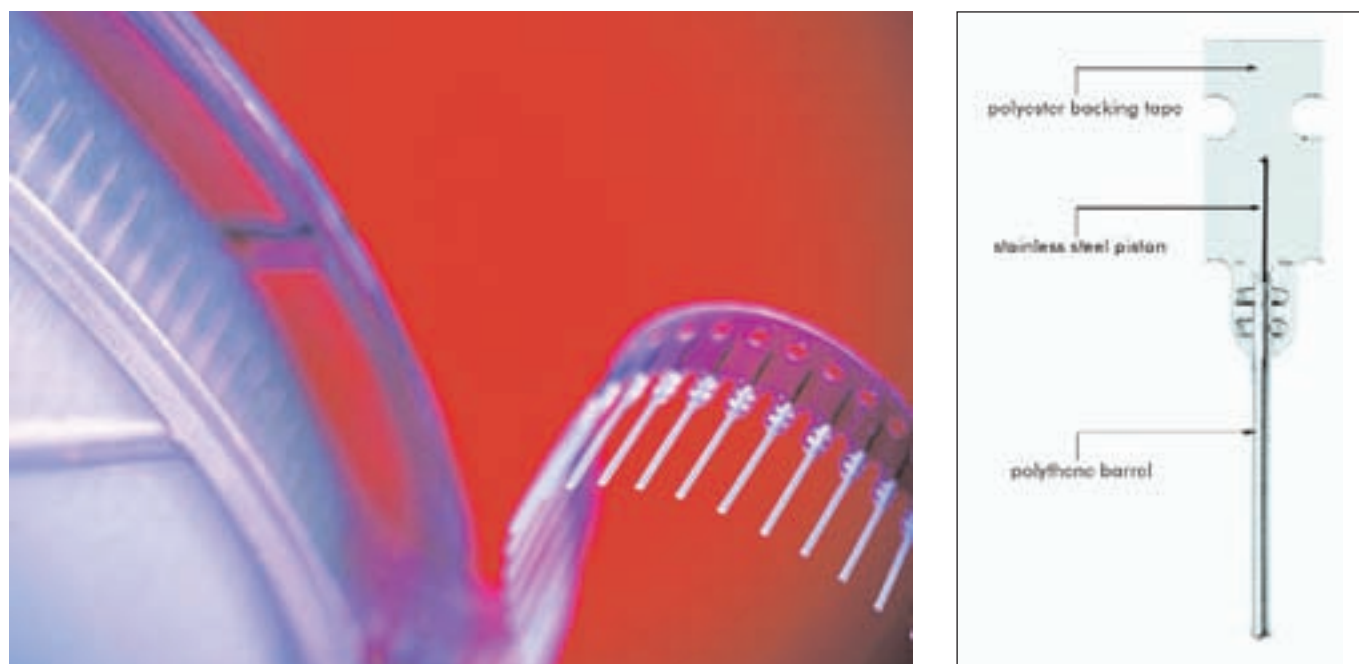 polyester backing tape
stainless steel piston
polythene barrel